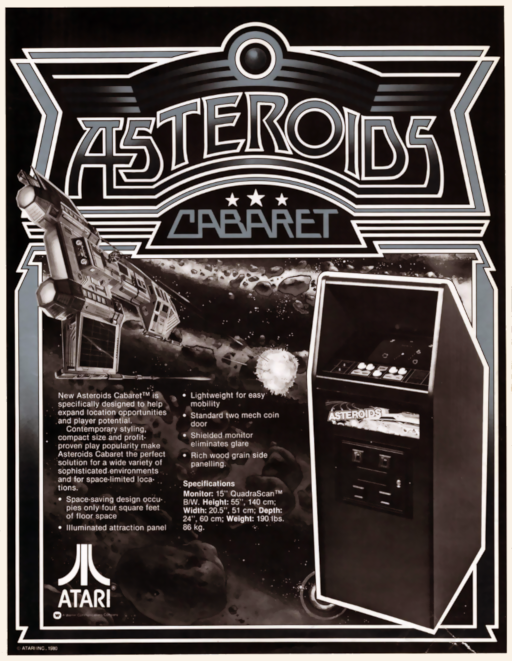 ASTEROIDS
CABARET
New Asteroids Cabaret™ is
specifically designed to help
expand location opportunities
and player potential.
Contemporary styling,
compact size and profit-
proven play popularity make
Asteroids Cabaret the perfect
solution for a wide variety of
sophisticated environments
and for space-limited loca-
tions.
• Space-saving design occu-
pies only four square feet
of floor space
• Illuminated attraction panel
• Lightweight for easy
mobility
• Standard two mech coin
door
• Shielded monitor
eliminates glare
• Rich wood grain side
panelling.
Specifications
Monitor: 15" QuadraScan™
B/W. Height: 55", 140 cm;
Width: 20.5", 51 cm; Depth:
24", 60 cm; Weight: 190 lbs.
86 kg.
ASTEROIDS
ATARI
© ATARI INC. 1980